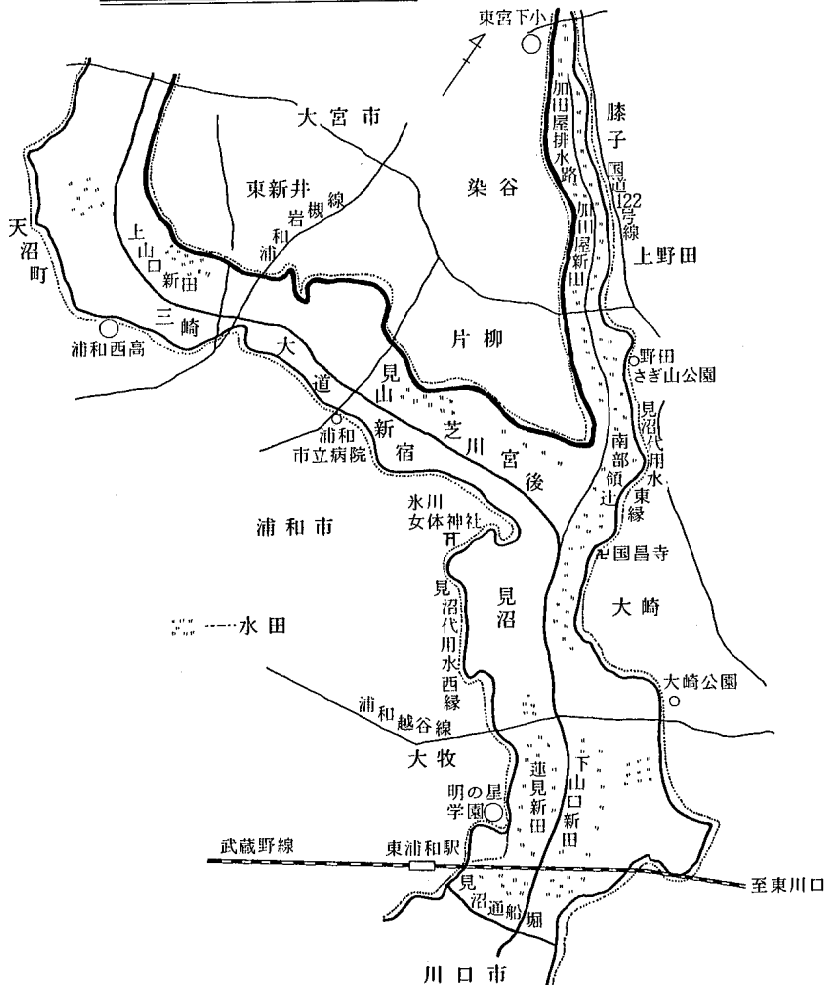 東宮下小
大宮市
膝子
加田屋排水路
染谷
東新井
国道122号線
浦和岩槻線
加田屋新田
上野田
天沼町
上山口新田
三崎
片柳
浦和西高
野田
さぎ山公園
大道
見山
見沼代用水東縁
芝川
南部領辻
浦和
市立病院
新宿
宮後
氷川
女体神社
浦和市
国昌寺
見沼
大崎
水田
見沼代用水西縁
大崎公園
浦和越谷線
大牧
下山口新田
蓮見新田
明の星
学園
武蔵野線
東浦和駅
至東川口
見沼通船堀
川口市